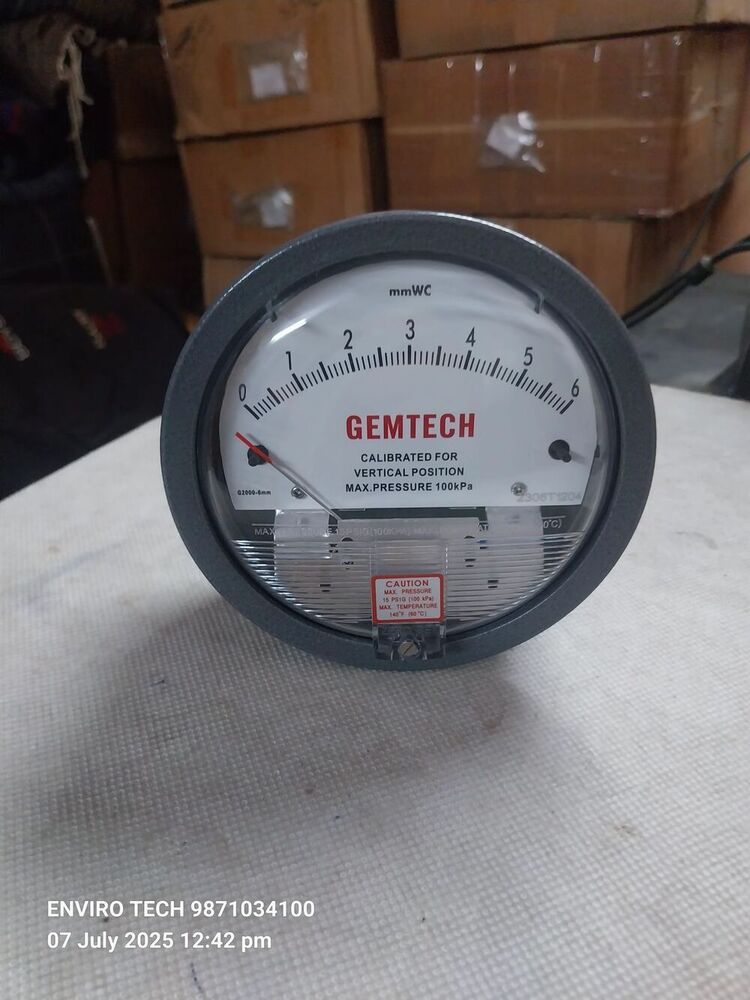 mmWC
0 1 2 3 4 5 6
GEMTECH
CALIBRATED FOR
VERTICAL POSITION
MAX.PRESSURE 100kPa
G2000-6mm
2308T1204
CAUTION
MAX. PRESSURE
15 PSIG (100 kPa)
MAX. TEMPERATURE
140°F (60°C)
ENVIRO TECH 9871034100
07 July 2025 12:42 pm